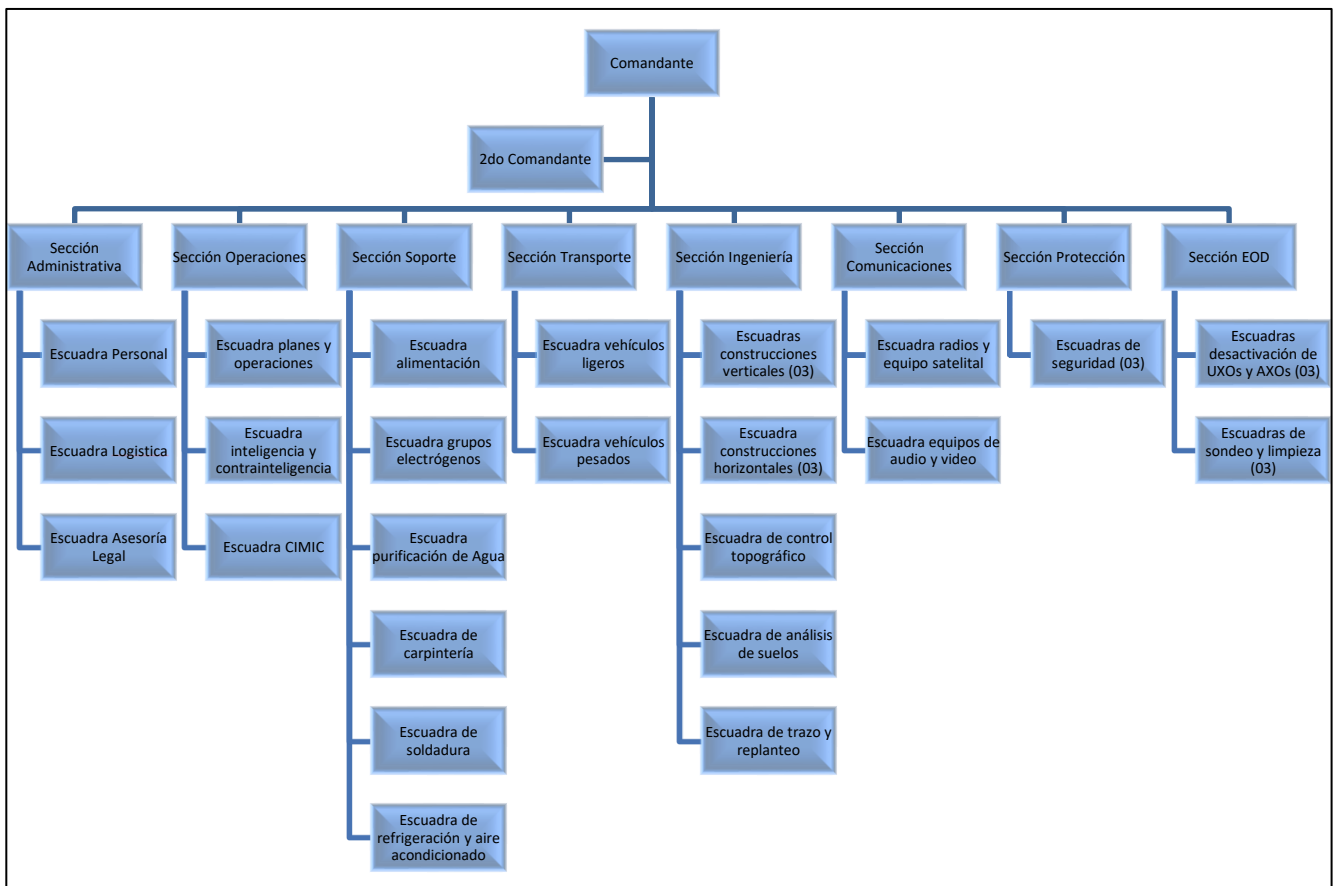 Comandante
2do Comandante
Sección
Administrativa
Escuadra Personal
Escuadra Logistica
Escuadra Asesoría
Legal
Sección Operaciones
Escuadra planes y
operaciones
Escuadra
inteligencia y
contrainteligencia
Escuadra CIMIC
Sección Soporte
Escuadra
alimentación
Escuadra grupos
electrógenos
Escuadra
purificación de Agua
Escuadra de
carpintería
Escuadra de
soldadura
Escuadra de
refrigeración y aire
acondicionado
Sección Transporte
Escuadra vehículos
ligeros
Escuadra vehículos
pesados
Sección Ingeniería
Escuadras
construcciones
verticales (03)
Escuadra
construcciones
horizontales (03)
Escuadra de control
topográfico
Escuadra de análisis
de suelos
Escuadra de trazo y
replanteo
Sección
Comunicaciones
Escuadra radios y
equipo satelital
Escuadra equipos de
audio y video
Sección Protección
Escuadras de
seguridad (03)
Sección EOD
Escuadras
desactivación de
UXOs y AXOs (03)
Escuadras de
sondeo y limpieza
(03)